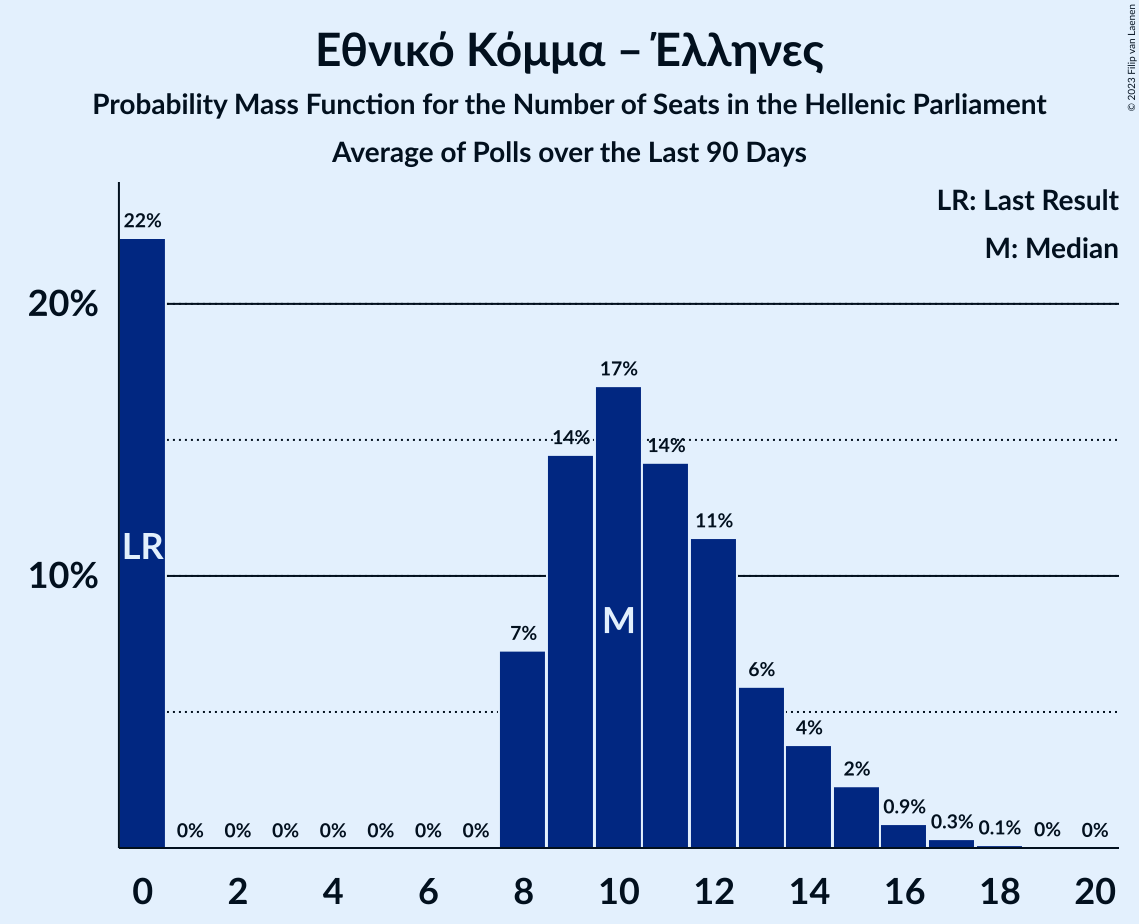 Εθνικό Κόμμα – Έλληνες
Probability Mass Function for the Number of Seats in the Hellenic Parliament
Average of Polls over the Last 90 Days
© 2023 Filip van Laenen
LR: Last Result
M: Median
22%
20%
17%
14%
14%
11%
LR
10%
M
7%
6%
4%
2%
0.9%
0.3%
0.1%
0%
0%
0%
0%
0%
0%
0%
0%
0%
0 2 4 6 8 10 12 14 16 18 20